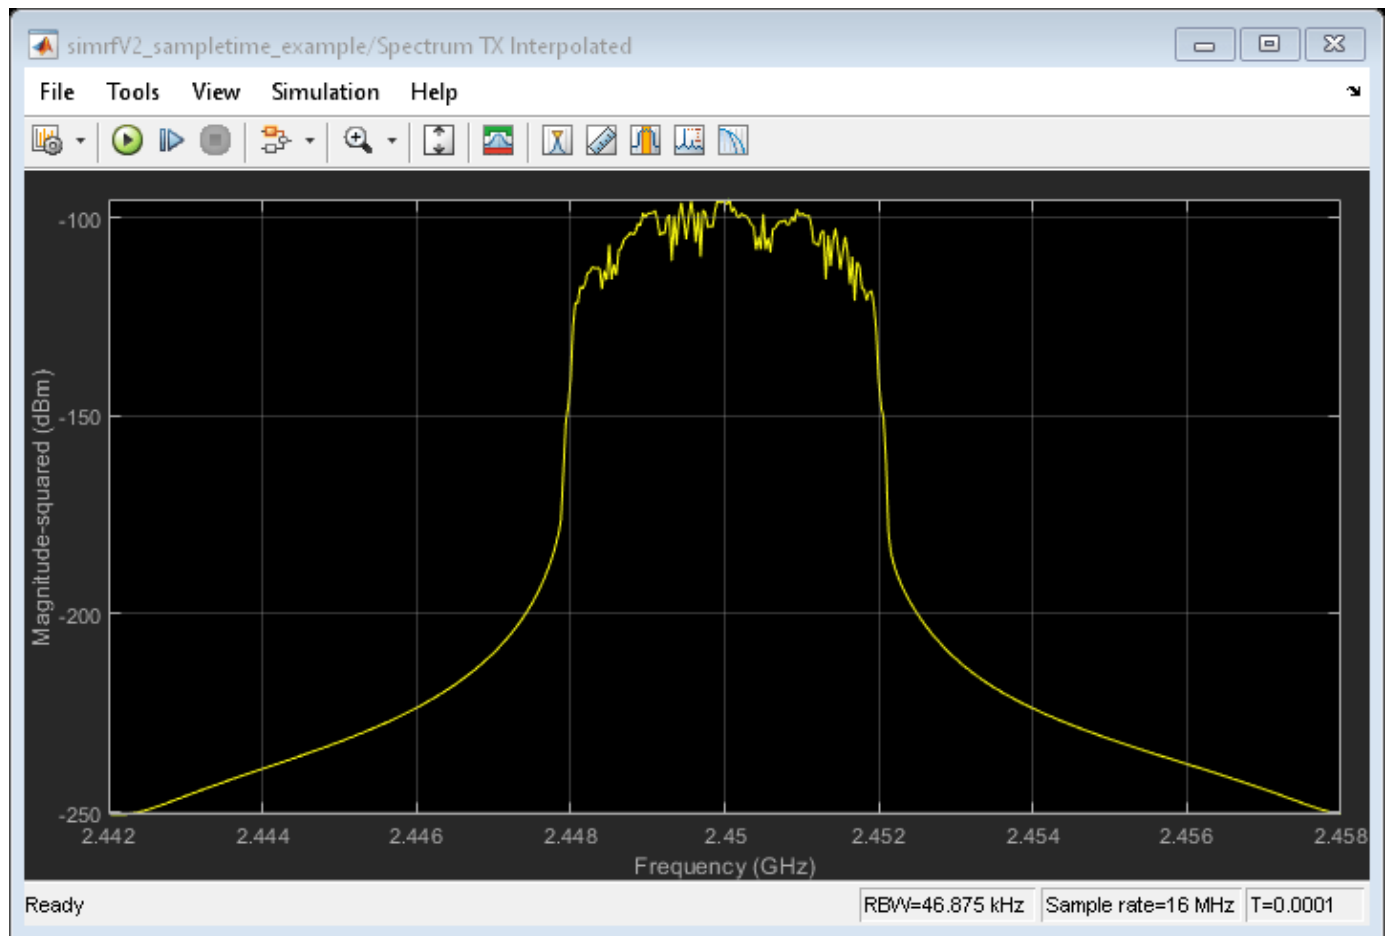 simrfV2_sampletime_example/Spectrum TX Interpolated
File Tools View Simulation Help
-100
-150
-200
-250
Magnitude-squared (dBm)
2.442 2.444 2.446 2.448 2.45 2.452 2.454 2.456 2.458
Frequency (GHz)
Ready RBW=46.875 kHz Sample rate=16 MHz T=0.0001